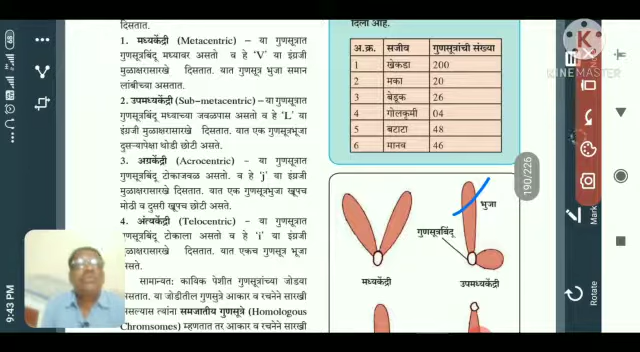 दिसतात.
1. मध्यकेंद्री (Metacentric) - या गुणसूत्रात
गुणसूत्रबिंदू मध्यावर असतो व हे 'V' या इंग्रजी
मुळाक्षरासारखे दिसतात. यात गुणसूत्र भुजा समान
लांबीच्या असतात.
2. उपमध्यकेंद्री (Sub-metacentric) - या गुणसूत्रात
गुणसूत्रबिंदू मध्याच्या जवळपास असतो व हे 'L' या
इंग्रजी मुळाक्षरासारखे दिसतात. यात एक गुणसूत्रभूजा
दुसऱ्यापेक्षा थोडी छोटी असते.
3. अग्रकेंद्री (Acrocentric) - या गुणसूत्रात
गुणसूत्रबिंदू टोकाजवळ असतो व हे 'j' या इंग्रजी
मुळाक्षरासारखे दिसतात. यात एक गुणसूत्रभूजा खूपच
मोठी व दुसरी खूपच छोटी असते.
4. अंत्यकेंद्री (Telocentric) - या गुणसूत्रात
गुणसूत्रबिंदू टोकाला असतो व हे 'i' या इंग्रजी
मुळाक्षरासारखे दिसतात. यात एकच गुणसूत्र भूजा
असते.
सामान्यत: कायिक पेशीत गुणसूत्रांच्या जोडया
असतात. या जोडीतील गुणसुत्रे आकार व रचनेने सारखी
असल्यास त्यांना समजातीय गुणसूत्रे (Homologous
Chromsomes) म्हणतात तर आकार व रचनेने सारखी
दिला आहे.
अ.क्र. सजीव गुणसूत्रांची संख्या
1 खेकडा 200
2 मका 20
3 बेडूक 26
4 गोलकृमी 04
5 बटाटा 48
6 मानव 46
भुजा
गुणसूत्रबिंदू
मध्यकेंद्री
उपमध्यकेंद्री
190/226
K
KINEMASTER
Mark
Rotate
68
9:43 PM